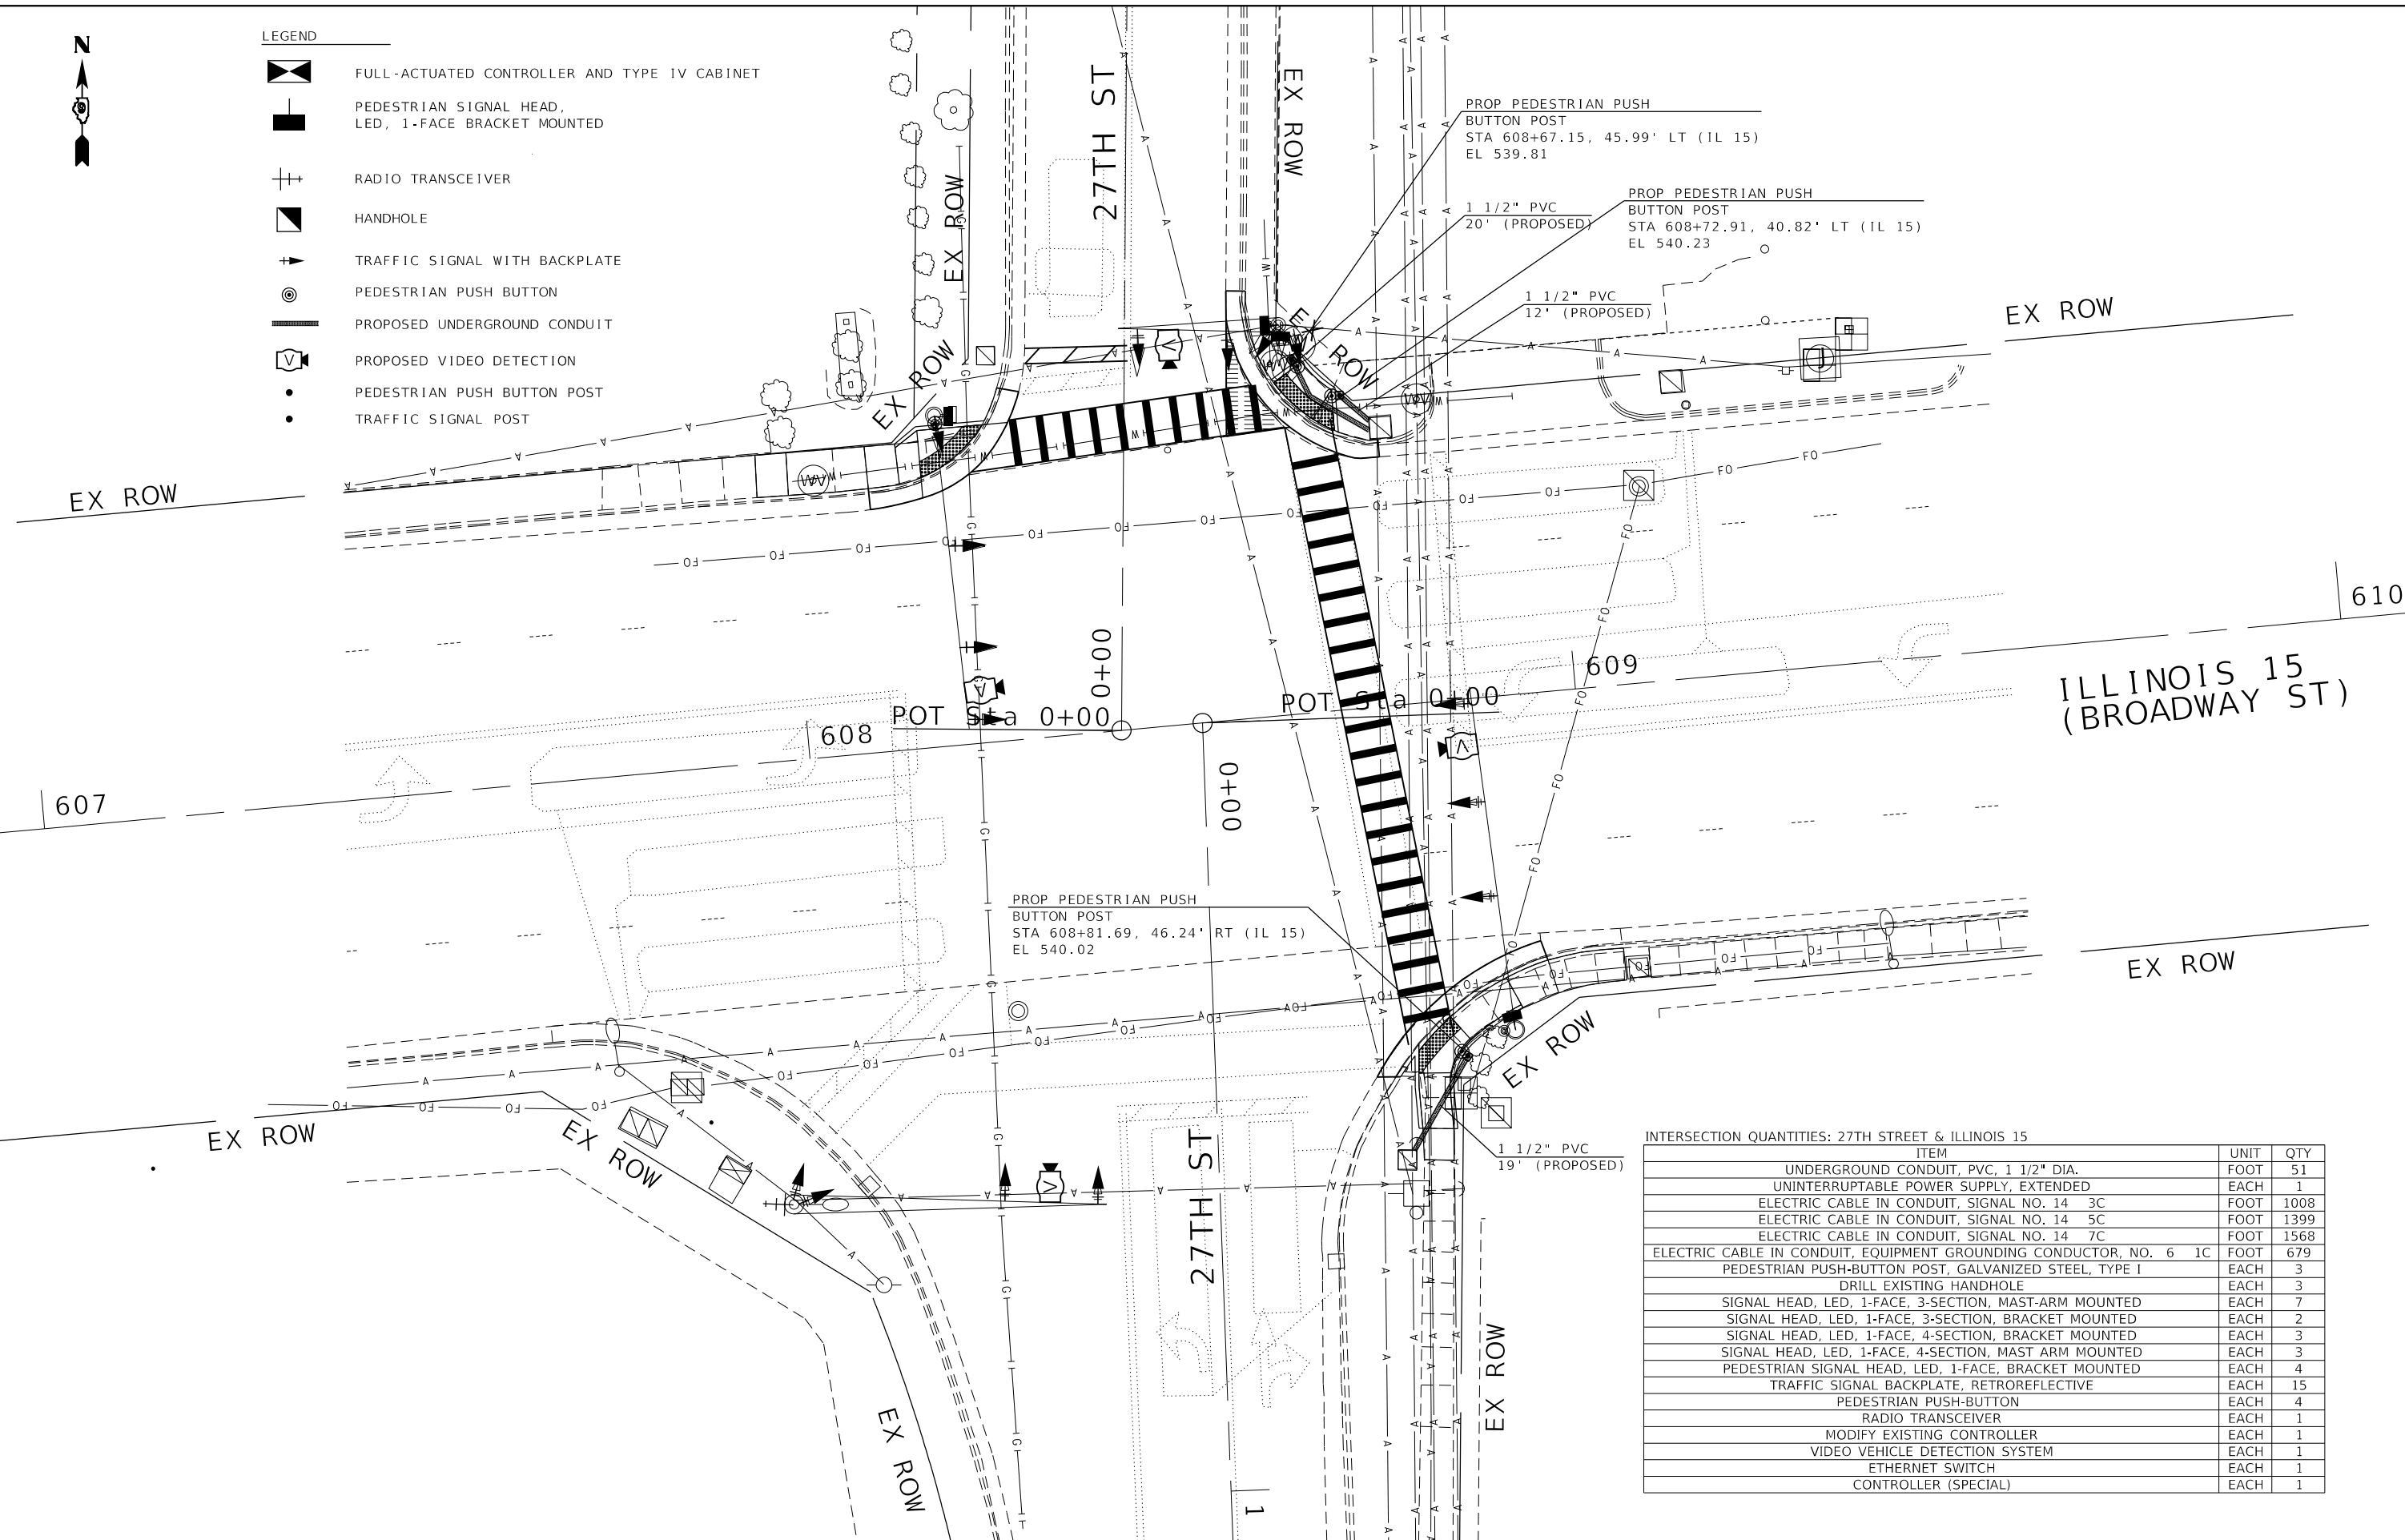 N
LEGEND
FULL-ACTUATED CONTROLLER AND TYPE IV CABINET
PEDESTRIAN SIGNAL HEAD,
LED, 1-FACE BRACKET MOUNTED
RADIO TRANSCEIVER
HANDHOLE
TRAFFIC SIGNAL WITH BACKPLATE
PEDESTRIAN PUSH BUTTON
PROPOSED UNDERGROUND CONDUIT
V
PROPOSED VIDEO DETECTION
PEDESTRIAN PUSH BUTTON POST
TRAFFIC SIGNAL POST
27TH ST
EX ROW
EX ROW
PROP PEDESTRIAN PUSH
BUTTON POST
STA 608+67.15, 45.99' LT (IL 15)
EL 539.81
1 1/2" PVC
20' (PROPOSED)
PROP PEDESTRIAN PUSH
BUTTON POST
STA 608+72.91, 40.82' LT (IL 15)
EL 540.23
1 1/2" PVC
12' (PROPOSED)
EX ROW
EX ROW
EX ROW
EX ROW
610
609
ILLINOIS 15
(BROADWAY ST)
0+00
POT Sta 0+00
POT Sta 0+00
608
607
0+00
PROP PEDESTRIAN PUSH
BUTTON POST
STA 608+81.69, 46.24' RT (IL 15)
EL 540.02
EX ROW
EX ROW
EX ROW
EX ROW
1 1/2" PVC
19' (PROPOSED)
27TH ST
EX ROW
EX ROW
1
INTERSECTION QUANTITIES: 27TH STREET & ILLINOIS 15
ITEM UNIT QTY
UNDERGROUND CONDUIT, PVC, 1 1/2" DIA. FOOT 51
UNINTERRUPTABLE POWER SUPPLY, EXTENDED EACH 1
ELECTRIC CABLE IN CONDUIT, SIGNAL NO. 14 3C FOOT 1008
ELECTRIC CABLE IN CONDUIT, SIGNAL NO. 14 5C FOOT 1399
ELECTRIC CABLE IN CONDUIT, SIGNAL NO. 14 7C FOOT 1568
ELECTRIC CABLE IN CONDUIT, EQUIPMENT GROUNDING CONDUCTOR, NO. 6 1C FOOT 679
PEDESTRIAN PUSH-BUTTON POST, GALVANIZED STEEL, TYPE I EACH 3
DRILL EXISTING HANDHOLE EACH 3
SIGNAL HEAD, LED, 1-FACE, 3-SECTION, MAST-ARM MOUNTED EACH 7
SIGNAL HEAD, LED, 1-FACE, 3-SECTION, BRACKET MOUNTED EACH 2
SIGNAL HEAD, LED, 1-FACE, 4-SECTION, BRACKET MOUNTED EACH 3
SIGNAL HEAD, LED, 1-FACE, 4-SECTION, MAST ARM MOUNTED EACH 3
PEDESTRIAN SIGNAL HEAD, LED, 1-FACE, BRACKET MOUNTED EACH 4
TRAFFIC SIGNAL BACKPLATE, RETROREFLECTIVE EACH 15
PEDESTRIAN PUSH-BUTTON EACH 4
RADIO TRANSCEIVER EACH 1
MODIFY EXISTING CONTROLLER EACH 1
VIDEO VEHICLE DETECTION SYSTEM EACH 1
ETHERNET SWITCH EACH 1
CONTROLLER (SPECIAL) EACH 1